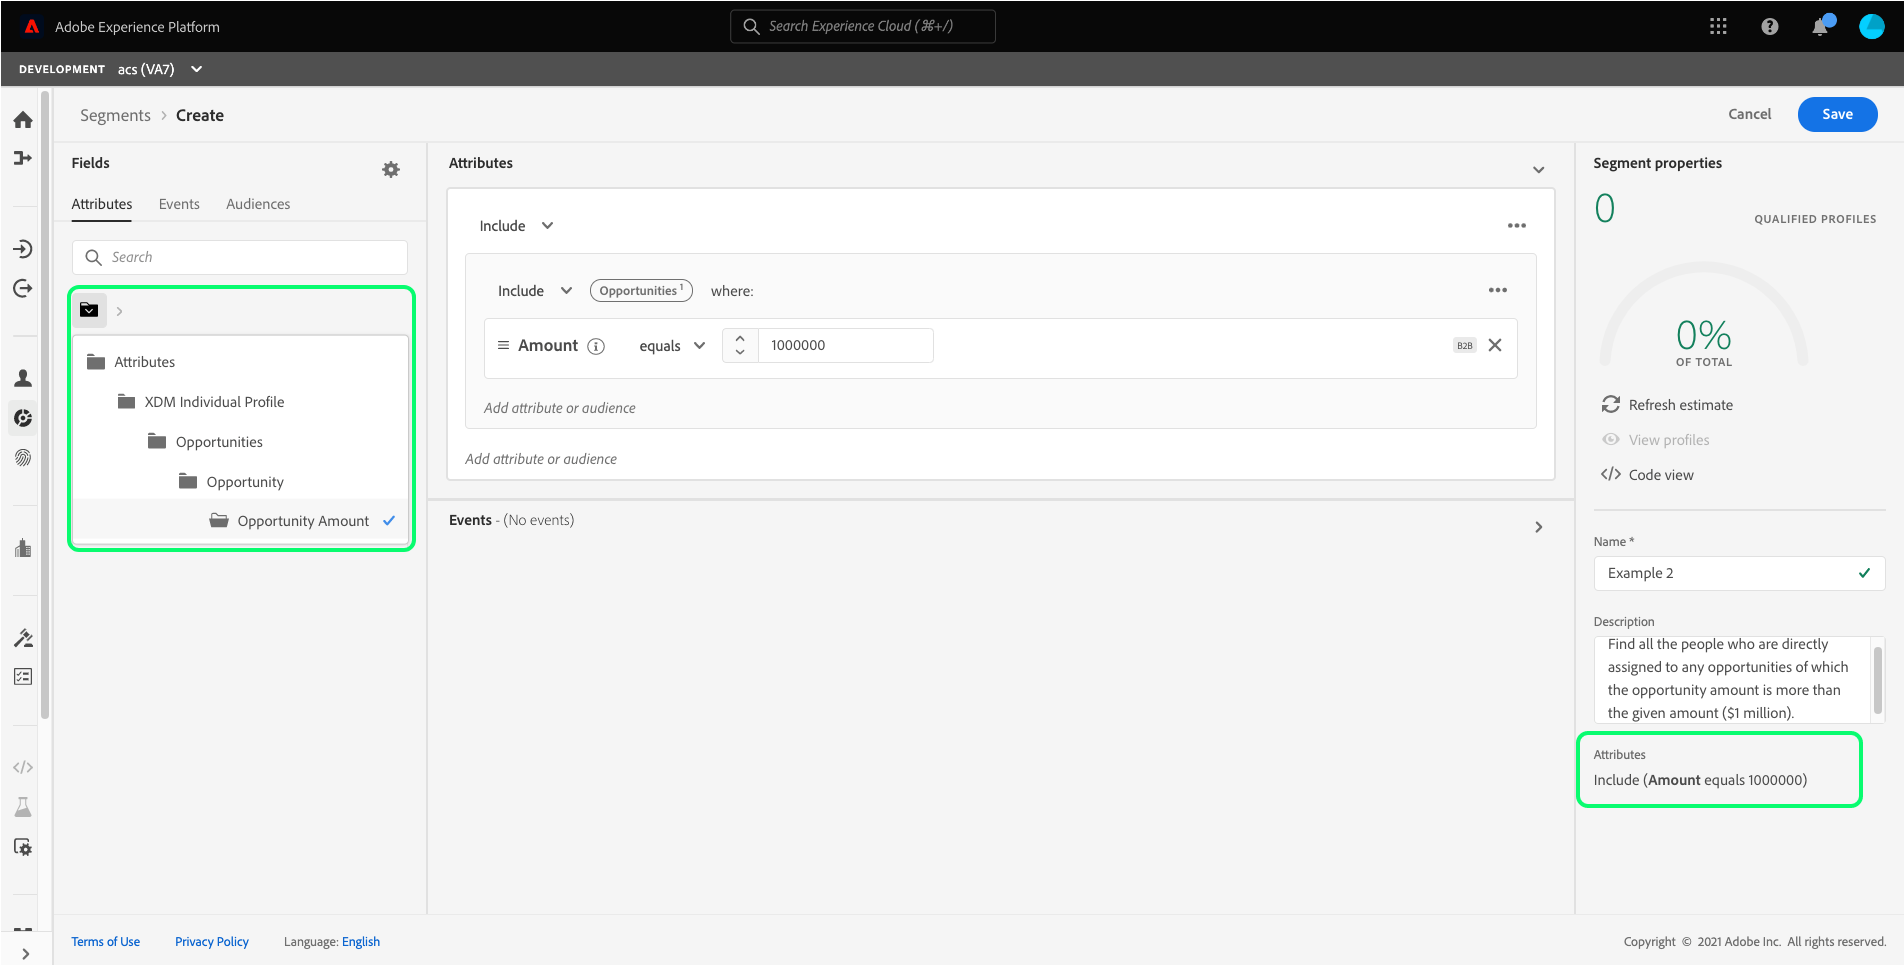 Adobe Experience Platform
Search Experience Cloud (⌘+/)
DEVELOPMENT acs (VA7)
Segments > Create
Cancel
Save
Fields
Attributes Events Audiences
Search
Attributes
XDM Individual Profile
Opportunities
Opportunity
Opportunity Amount
Attributes
Include
Include Opportunities 1 where:
Amount equals 1000000 B2B
Add attribute or audience
Add attribute or audience
Events - (No events)
Segment properties
0 QUALIFIED PROFILES
0%
OF TOTAL
Refresh estimate
View profiles
</> Code view
Name *
Example 2
Description
Find all the people who are directly
assigned to any opportunities of which
the opportunity amount is more than
the given amount ($1 million).
Attributes
Include (Amount equals 1000000)
Terms of Use Privacy Policy Language: English
Copyright © 2021 Adobe Inc. All rights reserved.